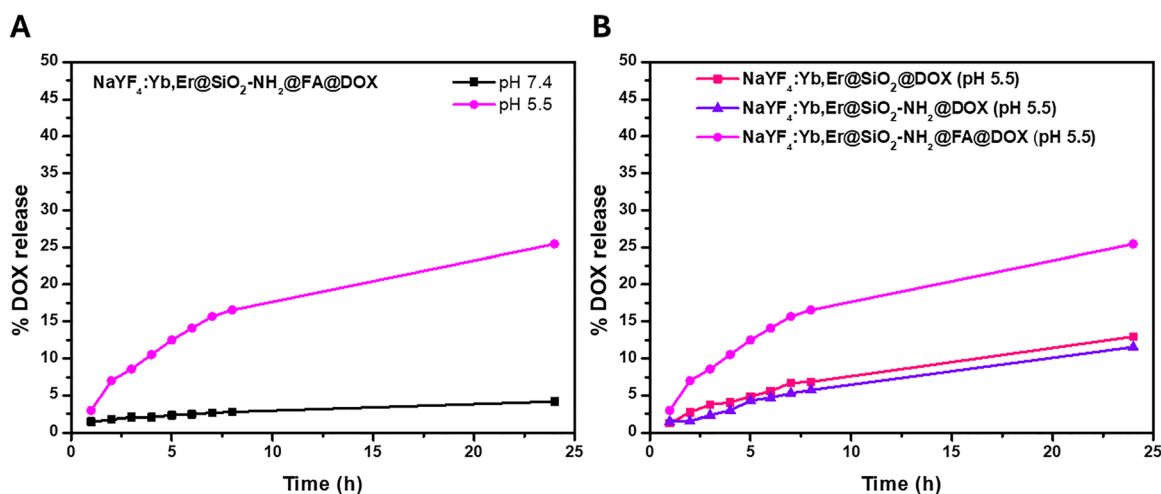 A
NaYF₄:Yb,Er@SiO₂-NH₂@FA@DOX
pH 7.4
pH 5.5
% DOX release
50
45
40
35
30
25
20
15
10
5
0
0 5 10 15 20 25
Time (h)
B
NaYF₄:Yb,Er@SiO₂@DOX (pH 5.5)
NaYF₄:Yb,Er@SiO₂-NH₂@DOX (pH 5.5)
NaYF₄:Yb,Er@SiO₂-NH₂@FA@DOX (pH 5.5)
% DOX release
50
45
40
35
30
25
20
15
10
5
0
0 5 10 15 20 25
Time (h)